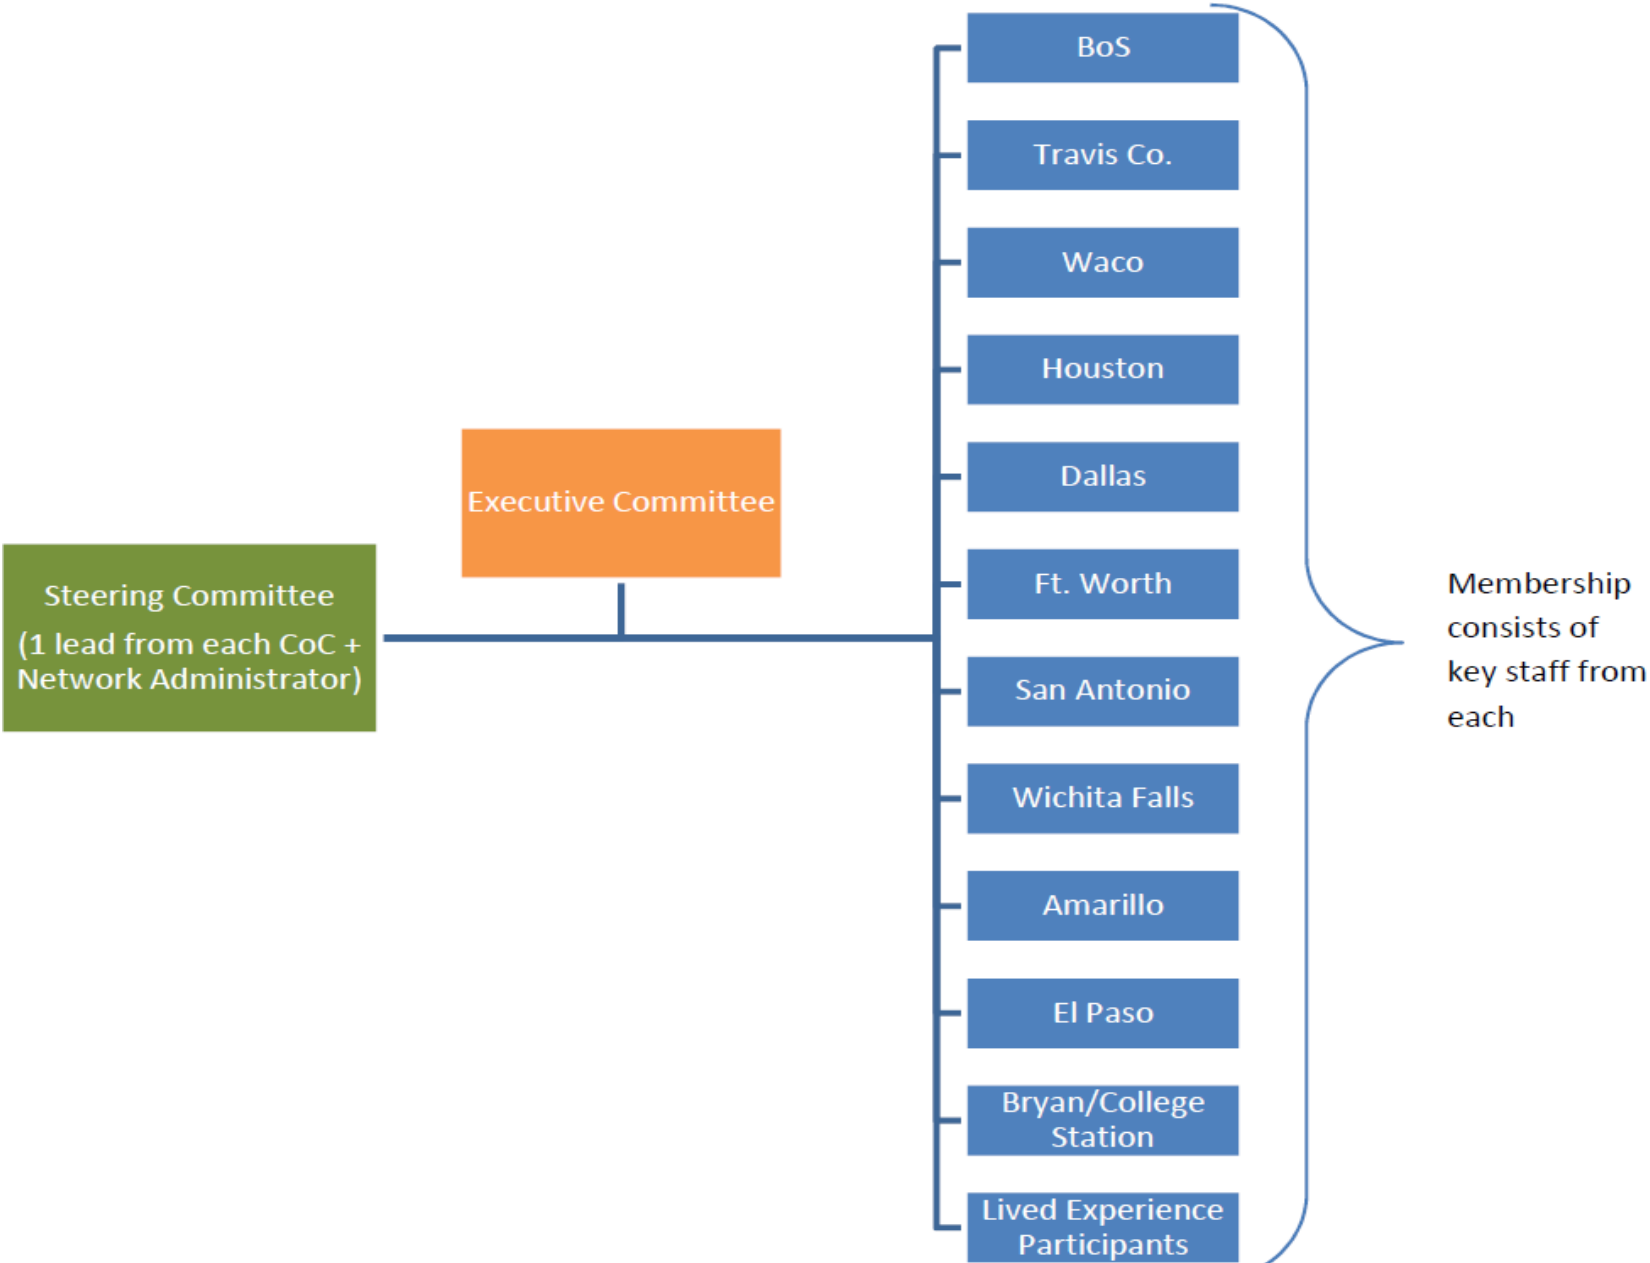 BoS
Travis Co.
Waco
Houston
Dallas
Executive Committee
Ft. Worth
Steering Committee
(1 lead from each CoC +
Network Administrator)
San Antonio
Wichita Falls
Amarillo
El Paso
Bryan/College
Station
Lived Experience
Participants
Membership
consists of
key staff from
each